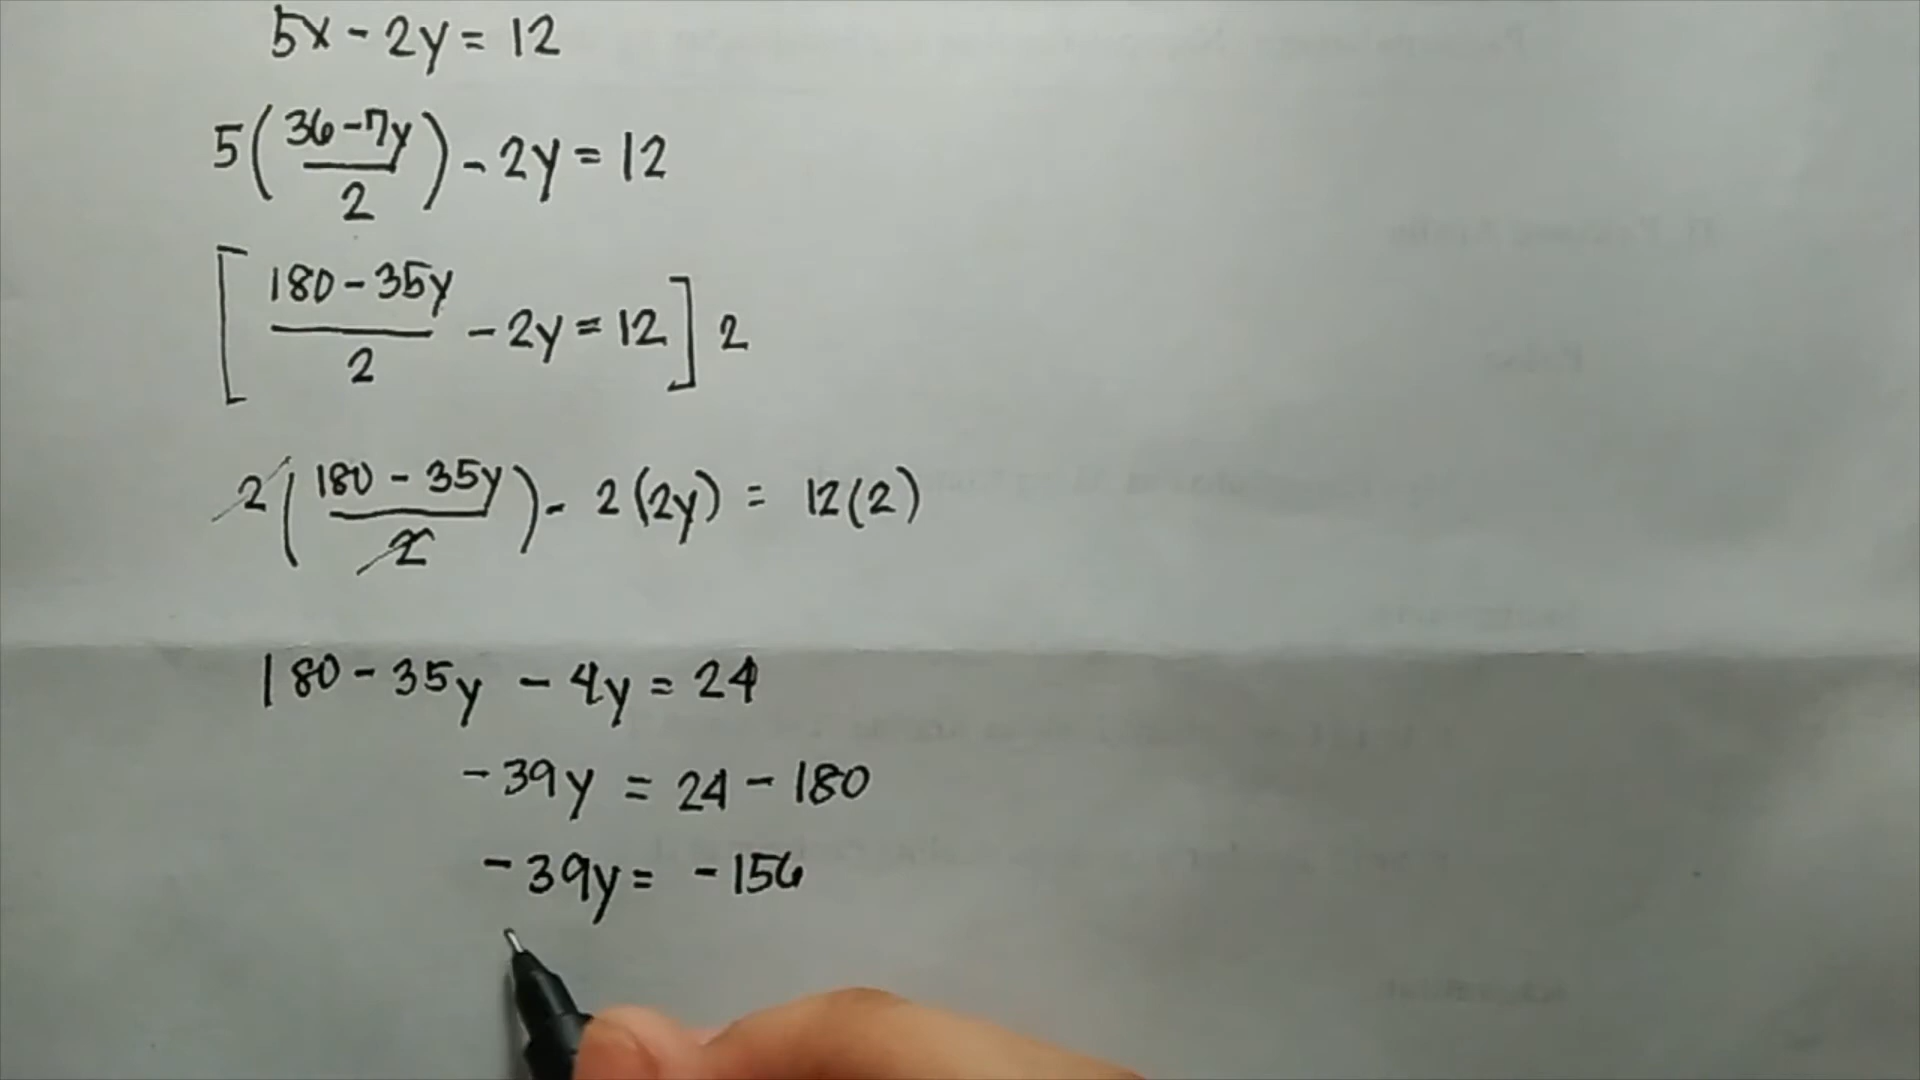 5x - 2y = 12
5(36-7y/2) - 2y = 12
[180-35y/2 - 2y = 12] 2
2(180 - 35y/2) - 2(2y) = 12(2)
180 - 35y - 4y = 24
-39y = 24 - 180
-39y = -156